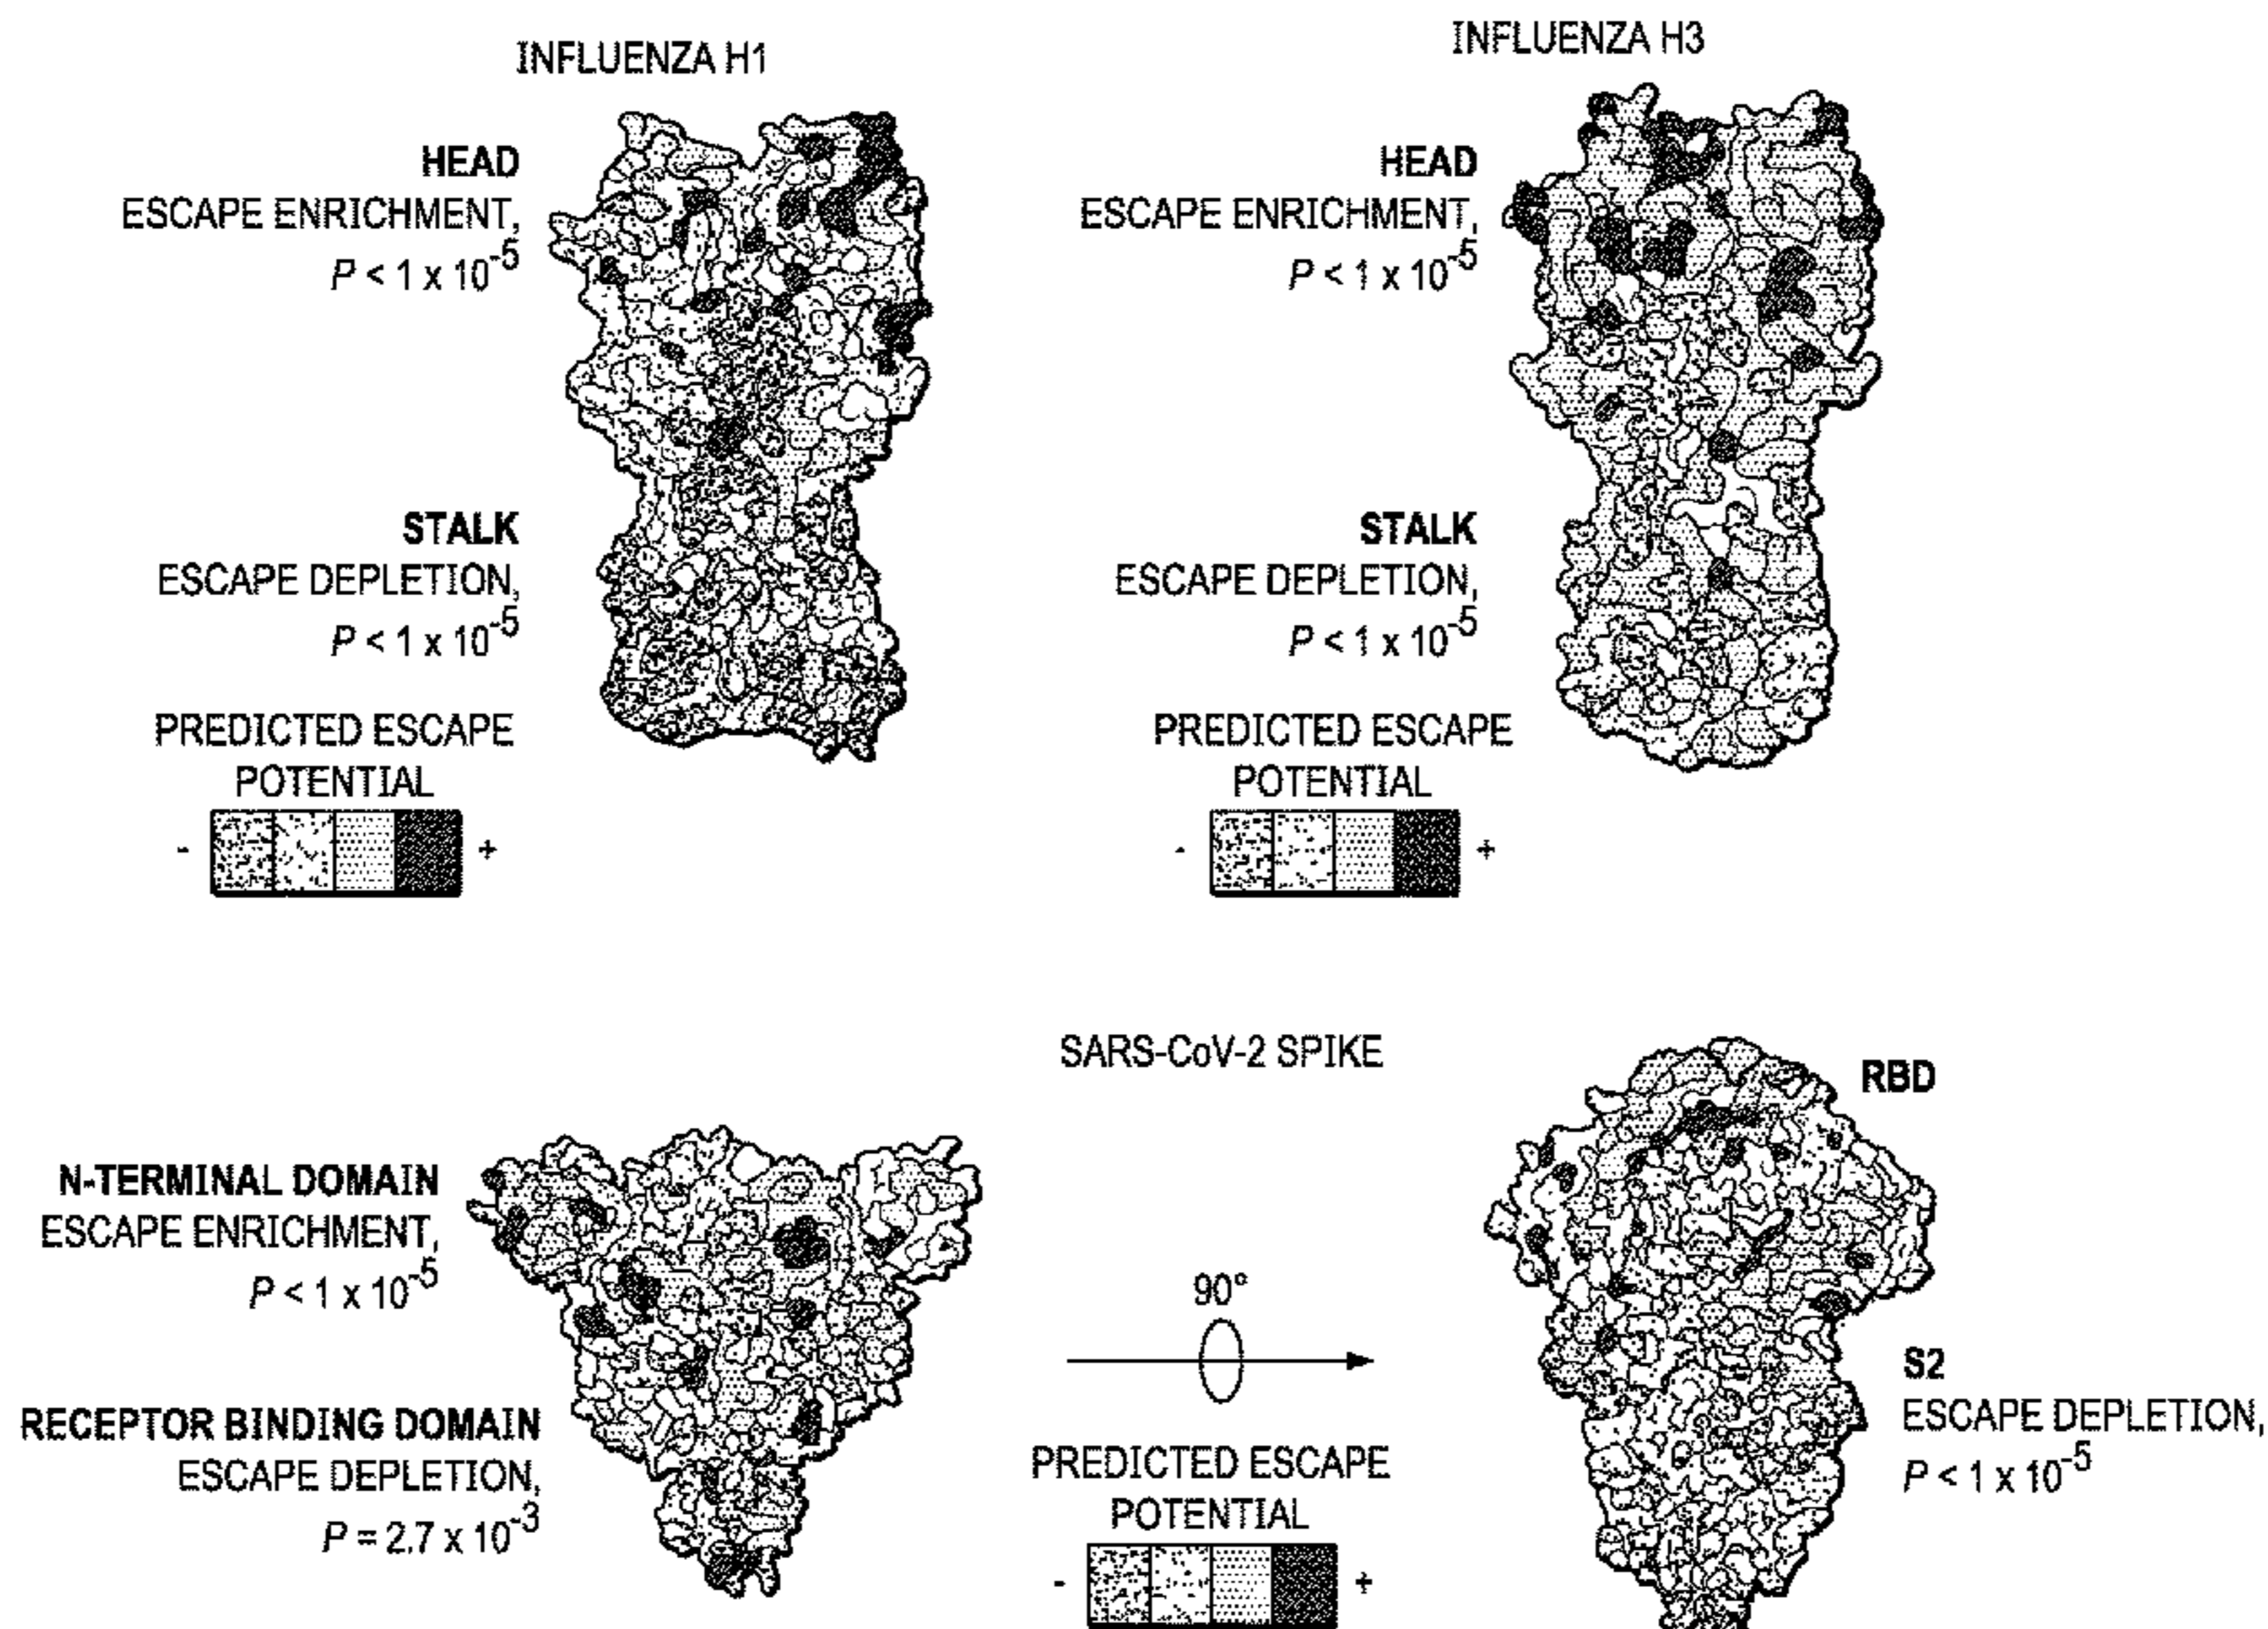 INFLUENZA H1
HEAD
ESCAPE ENRICHMENT,
P < 1 x 10⁻⁵
STALK
ESCAPE DEPLETION,
P < 1 x 10⁻⁵
PREDICTED ESCAPE
POTENTIAL
- +
INFLUENZA H3
HEAD
ESCAPE ENRICHMENT,
P < 1 x 10⁻⁵
STALK
ESCAPE DEPLETION,
P < 1 x 10⁻⁵
PREDICTED ESCAPE
POTENTIAL
- +
SARS-CoV-2 SPIKE
N-TERMINAL DOMAIN
ESCAPE ENRICHMENT,
P < 1 x 10⁻⁵
RECEPTOR BINDING DOMAIN
ESCAPE DEPLETION,
P = 2.7 x 10⁻³
90°
PREDICTED ESCAPE
POTENTIAL
- +
RBD
S2
ESCAPE DEPLETION,
P < 1 x 10⁻⁵